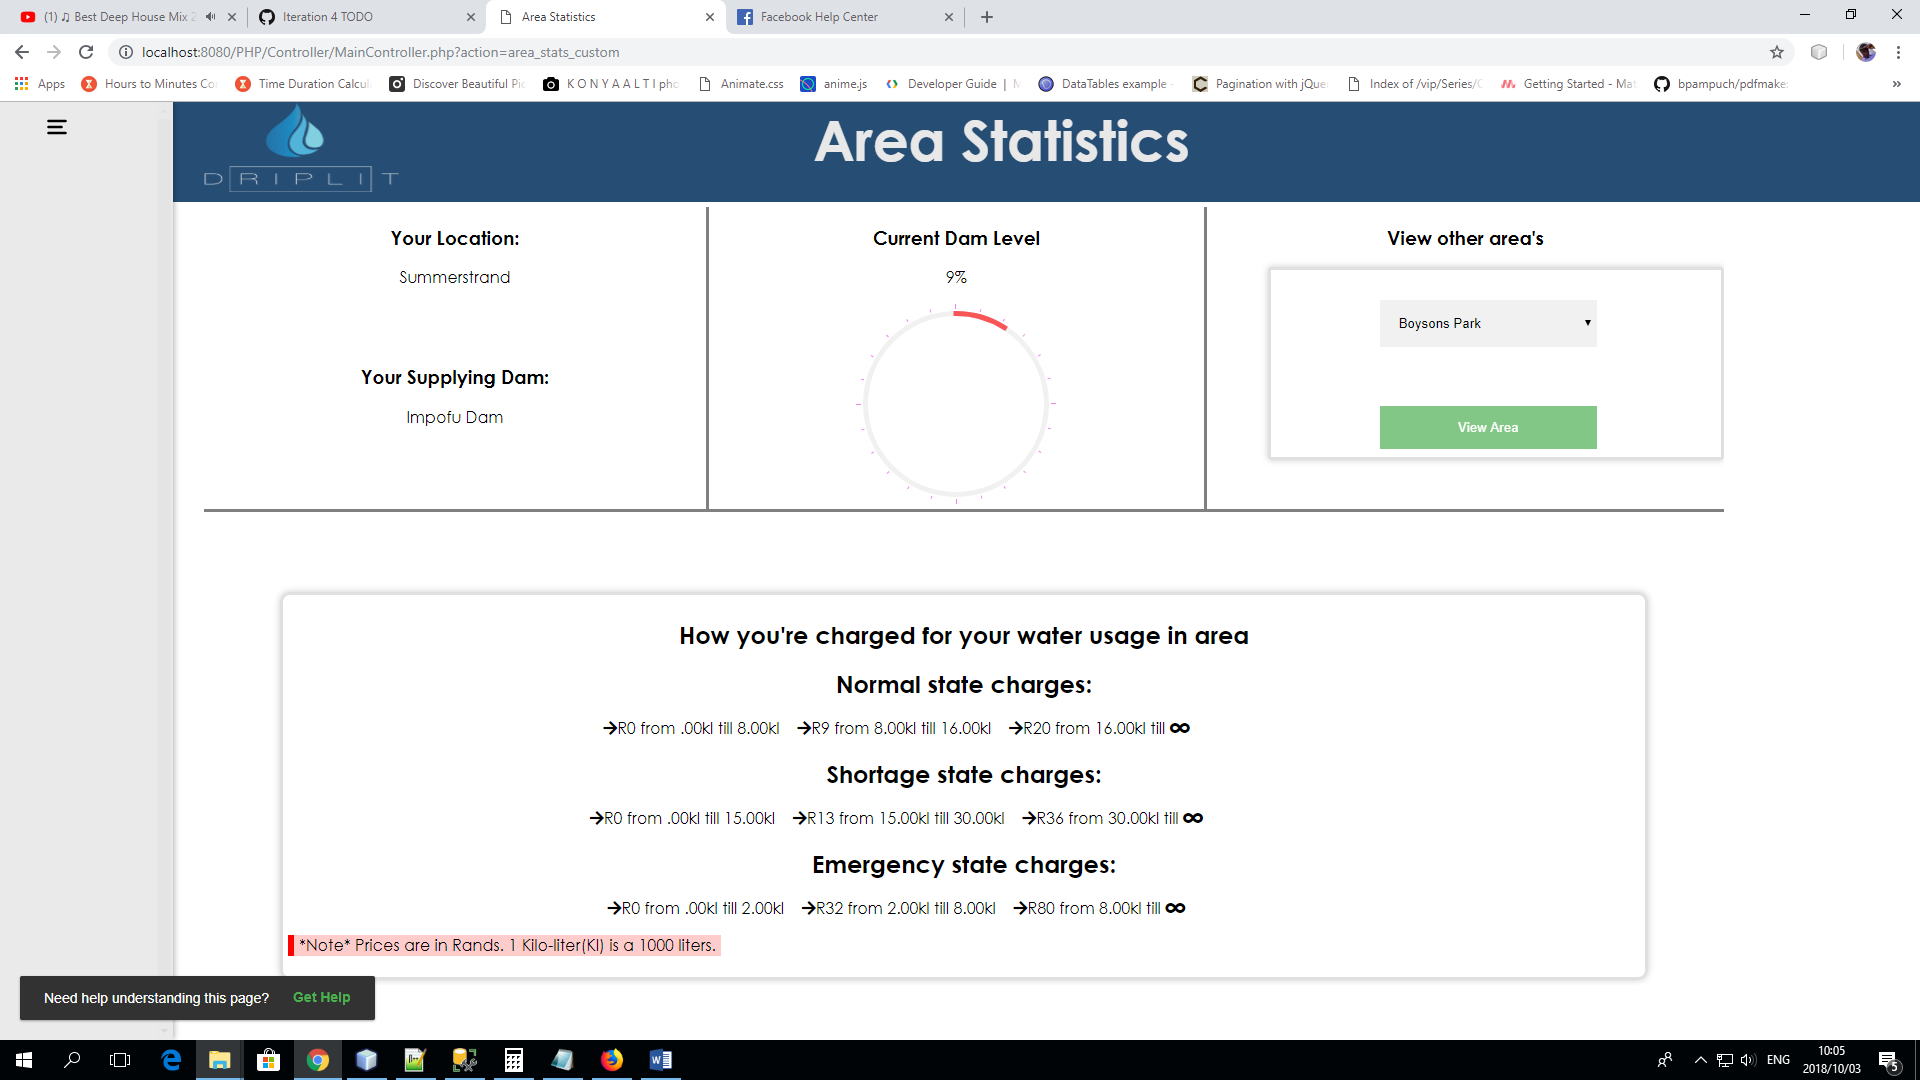 (1) ♫ Best Deep House Mix 2
Iteration 4 TODO
Area Statistics
Facebook Help Center
localhost:8080/PHP/Controller/MainController.php?action=area_stats_custom
Apps
Hours to Minutes Co
Time Duration Calcul
Discover Beautiful Pic
K O N Y A A L T I pho
Animate.css
anime.js
Developer Guide | M
DataTables example -
Pagination with jQue
Index of /vip/Series/C
Getting Started - Mat
bpampuch/pdfmake:
»
DRIPLIT
Area Statistics
Your Location:
Summerstrand
Your Supplying Dam:
Impofu Dam
Current Dam Level
9%
View other area's
Boysons Park
View Area
How you're charged for your water usage in area
Normal state charges:
→R0 from .00kl till 8.00kl →R9 from 8.00kl till 16.00kl →R20 from 16.00kl till ∞
Shortage state charges:
→R0 from .00kl till 15.00kl →R13 from 15.00kl till 30.00kl →R36 from 30.00kl till ∞
Emergency state charges:
→R0 from .00kl till 2.00kl →R32 from 2.00kl till 8.00kl →R80 from 8.00kl till ∞
*Note* Prices are in Rands. 1 Kilo-liter(Kl) is a 1000 liters.
Need help understanding this page? Get Help
ENG
10:05
2018/10/03
5